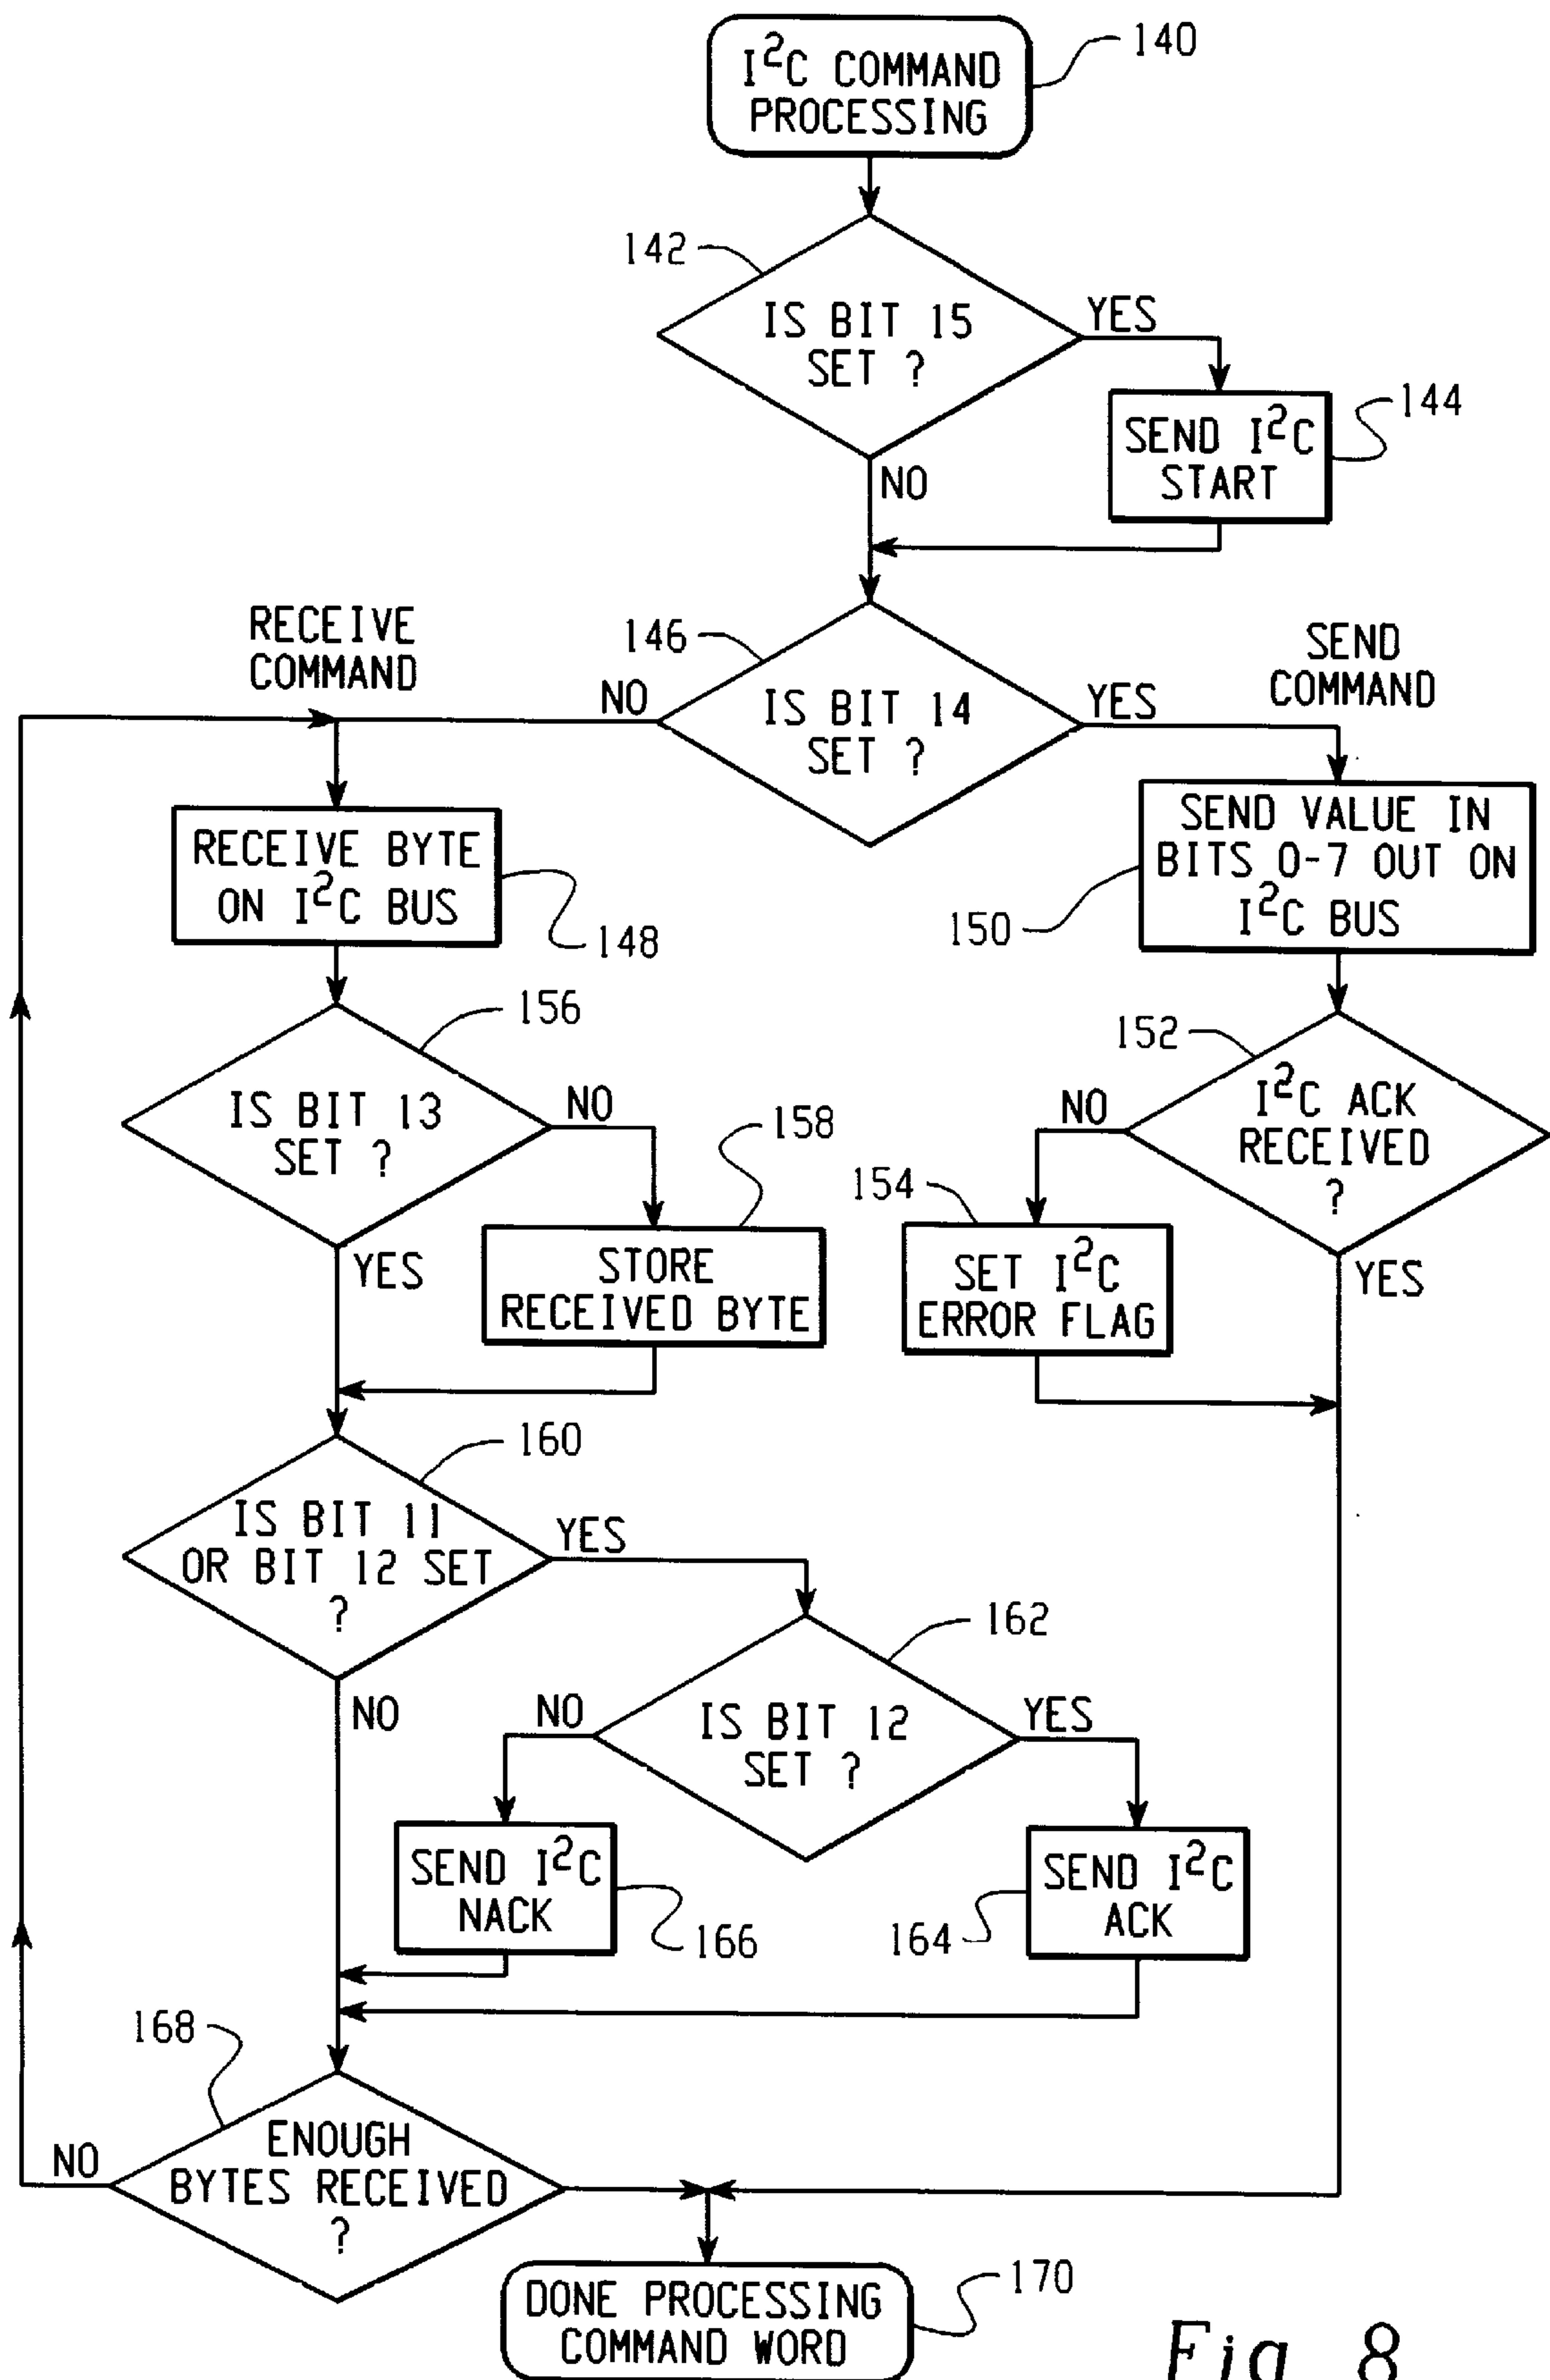 I²C COMMAND
PROCESSING
140
142
IS BIT 15
SET ?
YES
NO
SEND I²C
START
144
RECEIVE
COMMAND
146
NO
IS BIT 14
SET ?
YES
SEND
COMMAND
RECEIVE BYTE
ON I²C BUS
148
SEND VALUE IN
BITS 0-7 OUT ON
I²C BUS
150
156
IS BIT 13
SET ?
NO
YES
158
STORE
RECEIVED BYTE
152
I²C ACK
RECEIVED
?
NO
YES
154
SET I²C
ERROR FLAG
160
IS BIT 11
OR BIT 12 SET
?
YES
NO
162
IS BIT 12
SET ?
NO
YES
SEND I²C
NACK
166
SEND I²C
ACK
164
168
ENOUGH
BYTES RECEIVED
?
NO
DONE PROCESSING
COMMAND WORD
170
Fig 8